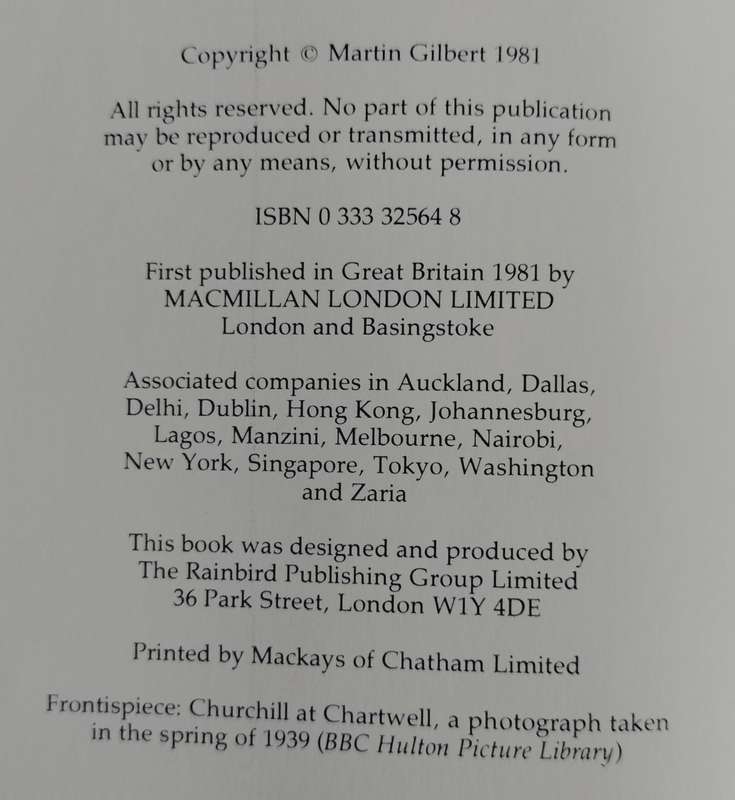 Copyright © Martin Gilbert 1981
All rights reserved. No part of this publication
may be reproduced or transmitted, in any form
or by any means, without permission.
ISBN 0 333 32564 8
First published in Great Britain 1981 by
MACMILLAN LONDON LIMITED
London and Basingstoke
Associated companies in Auckland, Dallas,
Delhi, Dublin, Hong Kong, Johannesburg,
Lagos, Manzini, Melbourne, Nairobi,
New York, Singapore, Tokyo, Washington
and Zaria
This book was designed and produced by
The Rainbird Publishing Group Limited
36 Park Street, London W1Y 4DE
Printed by Mackays of Chatham Limited
Frontispiece: Churchill at Chartwell, a photograph taken
in the spring of 1939 (BBC Hulton Picture Library)